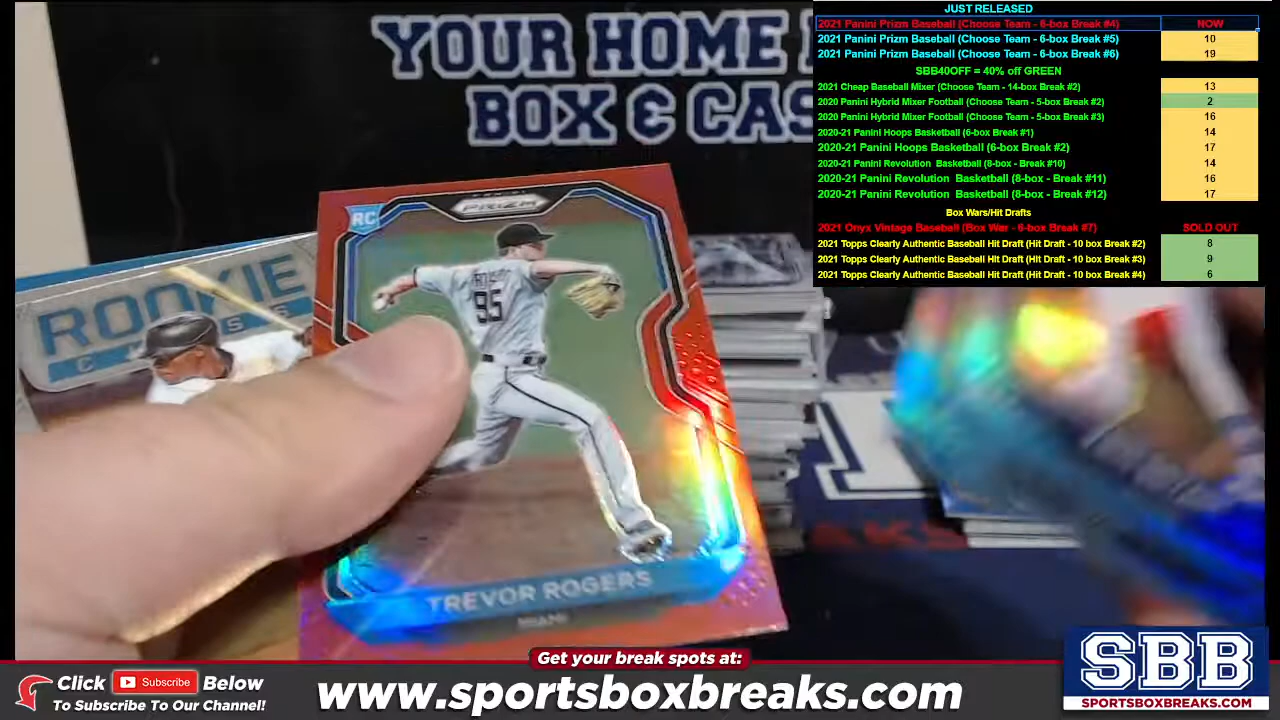 YOUR HOME
BOX & CAS
JUST RELEASED
2021 Panini Prizm Baseball (Choose Team - 6-box Break #4) NOW
2021 Panini Prizm Baseball (Choose Team - 6-box Break #5) 10
2021 Panini Prizm Baseball (Choose Team - 6-box Break #6) 19
SBB40OFF = 40% off GREEN
2021 Cheap Baseball Mixer (Choose Team - 14-box Break #2) 13
2020 Panini Hybrid Mixer Football (Choose Team - 5-box Break #2) 2
2020 Panini Hybrid Mixer Football (Choose Team - 5-box Break #3) 16
2020-21 Panini Hoops Basketball (6-box Break #1) 14
2020-21 Panini Hoops Basketball (6-box Break #2) 17
2020-21 Panini Revolution Basketball (8-box - Break #10) 14
2020-21 Panini Revolution Basketball (8-box - Break #11) 16
2020-21 Panini Revolution Basketball (8-box - Break #12) 17
Box Wars/Hit Drafts
2021 Onyx Vintage Baseball (Box War - 6-box Break #7) SOLD OUT
2021 Topps Clearly Authentic Baseball Hit Draft (Hit Draft - 10 box Break #2) 8
2021 Topps Clearly Authentic Baseball Hit Draft (Hit Draft - 10 box Break #3) 9
2021 Topps Clearly Authentic Baseball Hit Draft (Hit Draft - 10 box Break #4) 6
RC
PRIZM
95
ROOKIE
TREVOR ROGERS
MIAMI
Get your break spots at:
Click Subscribe Below
To Subscribe To Our Channel!
www.sportsboxbreaks.com
SBB
SPORTSBOXBREAKS.COM